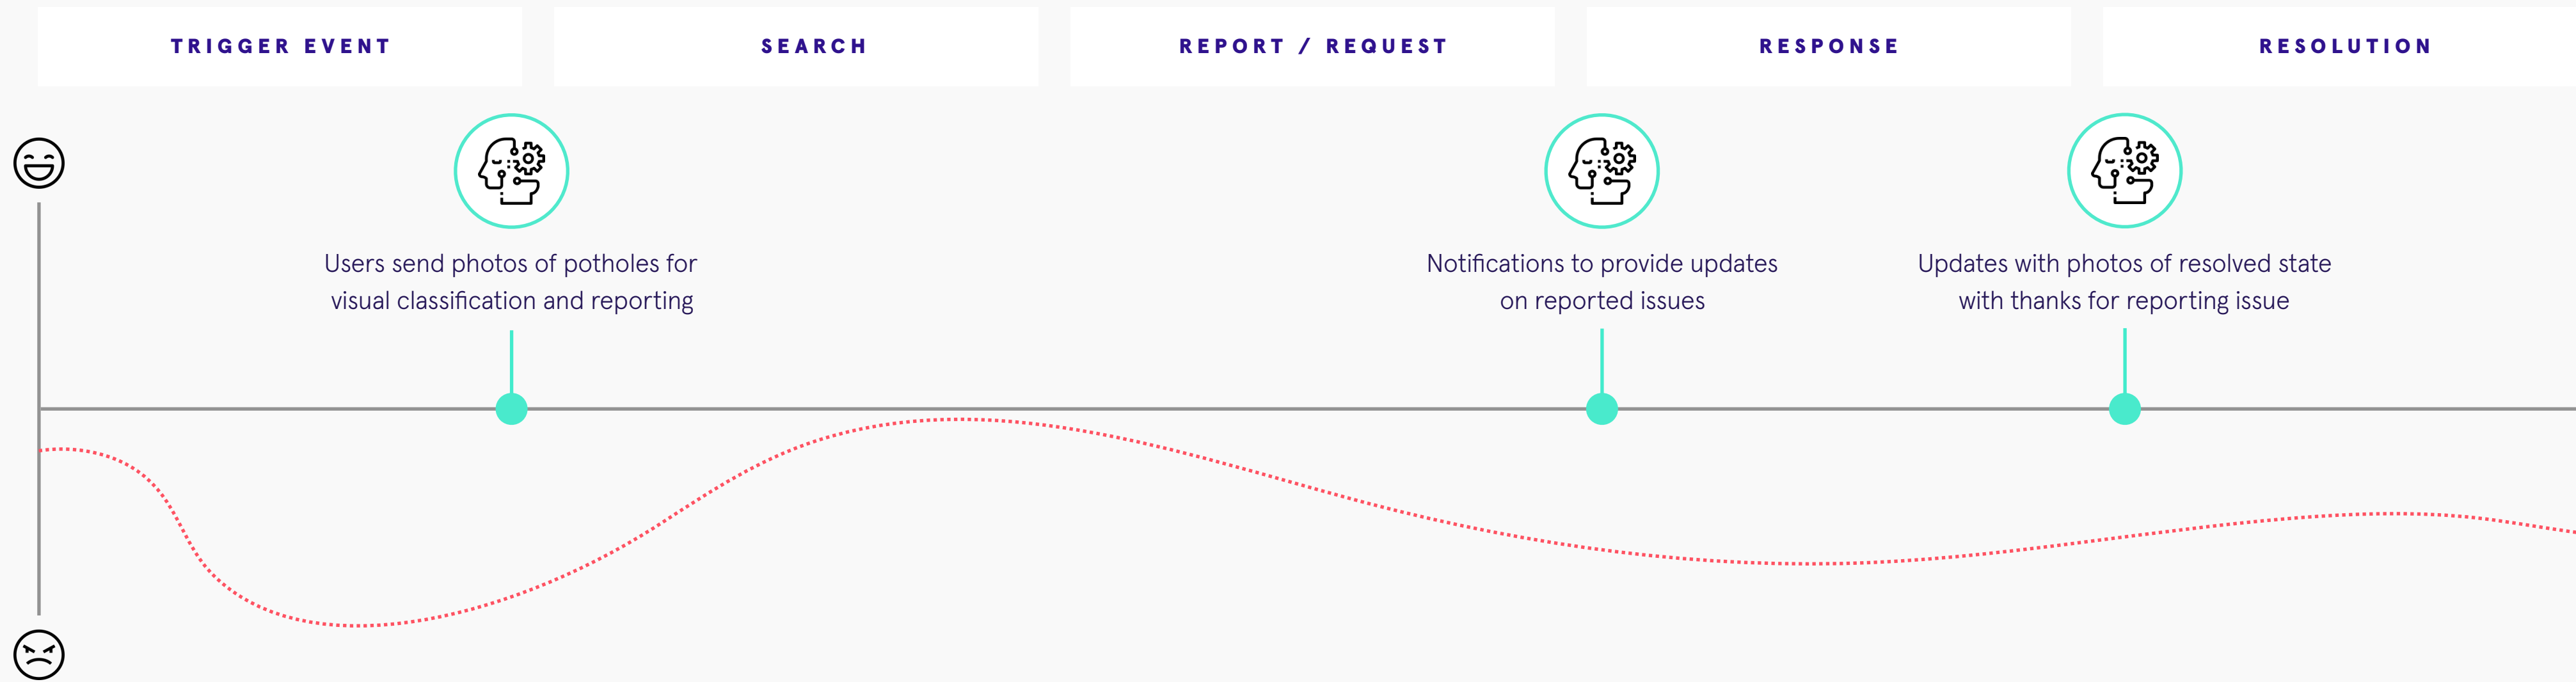 TRIGGER EVENT
SEARCH
REPORT / REQUEST
RESPONSE
RESOLUTION
Users send photos of potholes for
visual classification and reporting
Notifications to provide updates
on reported issues
Updates with photos of resolved state
with thanks for reporting issue